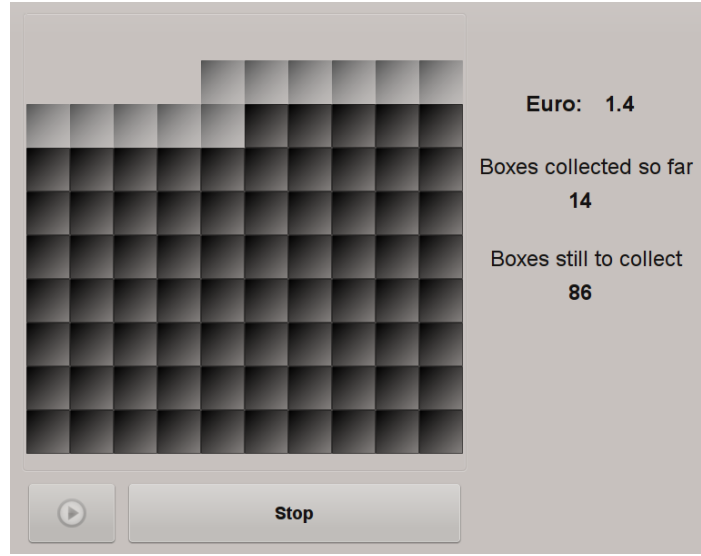 Euro: 1.4
Boxes collected so far
14
Boxes still to collect
86
Stop